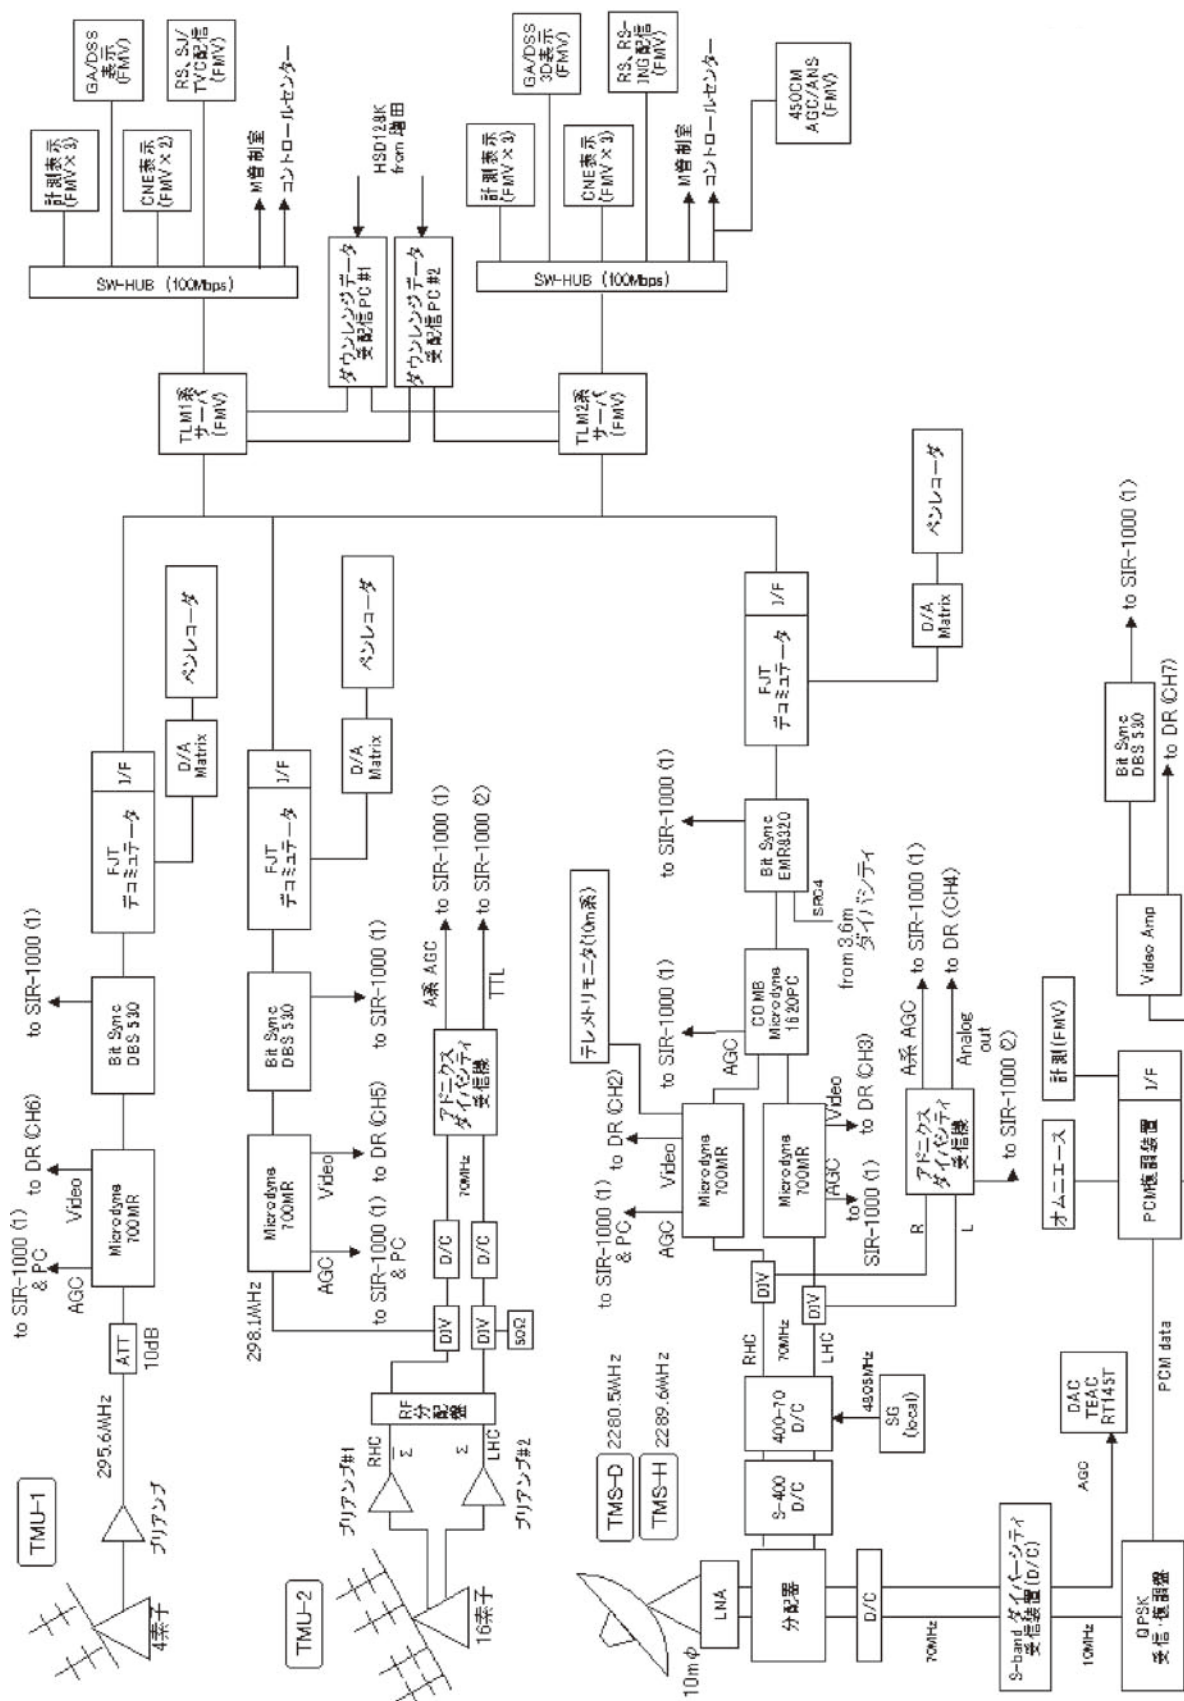 TMU-1
4素子
プリアンプ
295.6MHz
ATT
10dB
to SIR-1000 (1)
& PC
AGC
Microdyne
700MR
Video
to DR (CH6)
Bit Sync
DBS 530
to SIR-1000 (1)
FJT
デコミュテータ
I/F
D/A
Matrix
ペンレコーダ
TMU-2
16素子
プリアンプ#1
プリアンプ#2
RHC
Σ
Σ
LHC
RF
分配盤
298.1MHz
DIV
DIV
50Ω
D/C
D/C
70MHz
AGC
to SIR-1000 (1)
& PC
Microdyne
700MR
Video
to DR (CH5)
Bit Sync
DBS 530
to SIR-1000 (1)
アドニクス
ダイバシティ
受信機
A系 AGC
to SIR-1000 (1)
TTL
to SIR-1000 (2)
FJT
デコミュテータ
I/F
D/A
Matrix
ペンレコーダ
TLM1系
サーバ
(FMV)
SW-HUB (100Mbps)
計測表示
(FMV×3)
GA/DSS
表示
(FMV)
CNE表示
(FMV×2)
RS、SJ/
TVC配信
(FMV)
M管制室
コントロールセンター
ダウンレンジデータ
受配信PC #1
ダウンレンジデータ
受配信PC #2
HSD128K
TLM2系
サーバ
(FMV)
SW-HUB (100Mbps)
計測表示
(FMV×3)
GA/DSS
3D表示
(FMV)
CNE表示
(FMV×3)
RS、RS-
ING配信
(FMV)
M管制室
コントロールセンター
450CM
AGC/ANS
(FMV)
TMS-D
2280.5MHz
TMS-H
2289.6MHz
10mφ
LNA
分配器
S-400
D/C
400-70
D/C
4805MHz
SG
(local)
RHC
70MHz
LHC
DIV
DIV
to SIR-1000 (1)
& PC
AGC
Microdyne
700MR
Video
to DR (CH2)
テレメトリモニタ(10m系)
Microdyne
700MR
AGC
to
SIR-1000 (1)
Video
to DR (CH3)
AGC
to SIR-1000 (1)
COMB
Microdyne
1620PC
Bit Sync
EMR8320
to SIR-1000 (1)
SRC4
from 3.6m
ダイバシティ
FJT
デコミュテータ
I/F
D/A
Matrix
ペンレコーダ
R
L
アドニクス
ダイバシティ
受信機
A系 AGC
to SIR-1000 (1)
Analog
out
to DR (CH4)
to SIR-1000 (2)
D/C
70MHz
S-band ダイバーシティ
受信装置(D/C)
10MHz
AGC
DAC
TEAC
RT145T
QPSK
受信・復調盤
PCM data
PCM復調装置
I/F
オムニエース
計測(FMV)
Video Amp
Bit Sync
DBS 530
to SIR-1000 (1)
to DR (CH7)